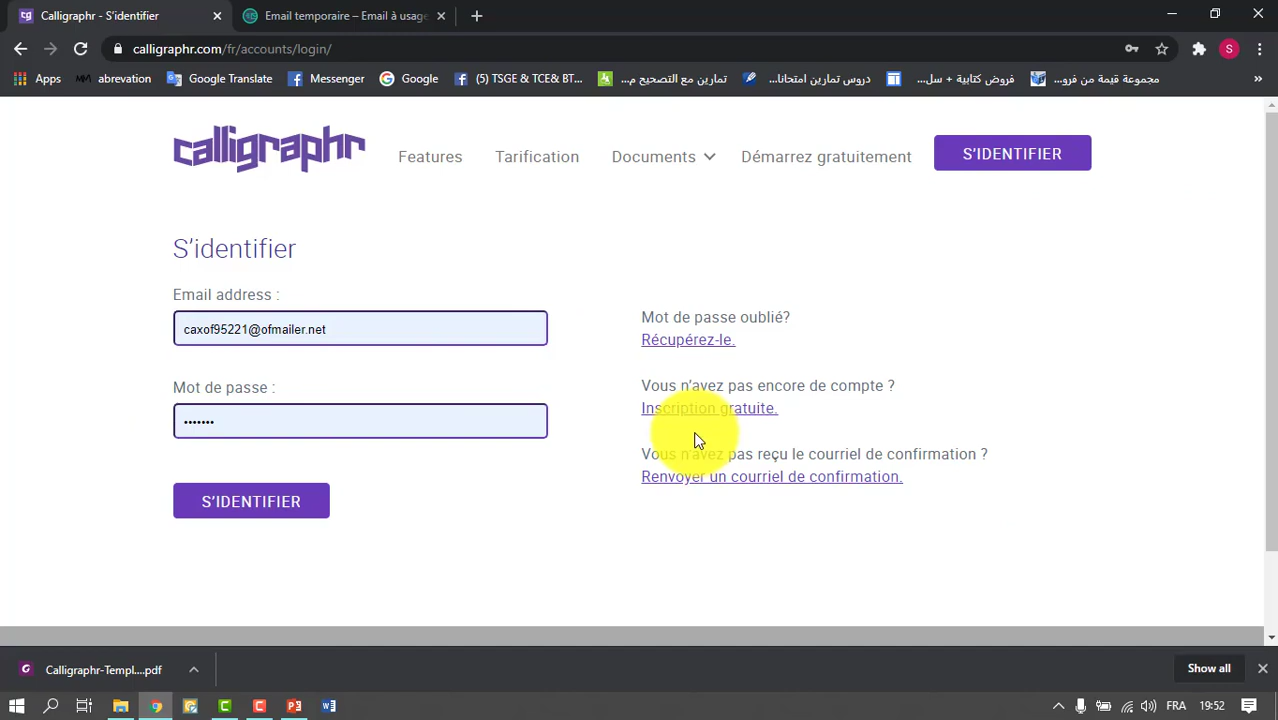 Calligraphr - S'identifier
Email temporaire – Email à usage
calligraphr.com/fr/accounts/login/
Apps
abrevation
Google Translate
Messenger
Google
(5) TSGE & TCE& BT...
تمارين مع التصحيح م...
دروس تمارين امتحانا...
فروض كتابية + سل...
مجموعة قيمة من فرو...
»
calligraphr
Features
Tarification
Documents
Démarrez gratuitement
S'IDENTIFIER
S'identifier
Email address :
caxof95221@ofmailer.net
Mot de passe :
•••••••
S'IDENTIFIER
Mot de passe oublié?
Récupérez-le.
Vous n'avez pas encore de compte ?
Inscription gratuite.
Vous n'avez pas reçu le courriel de confirmation ?
Renvoyer un courriel de confirmation.
Calligraphr-Templ....pdf
Show all
FRA
19:52